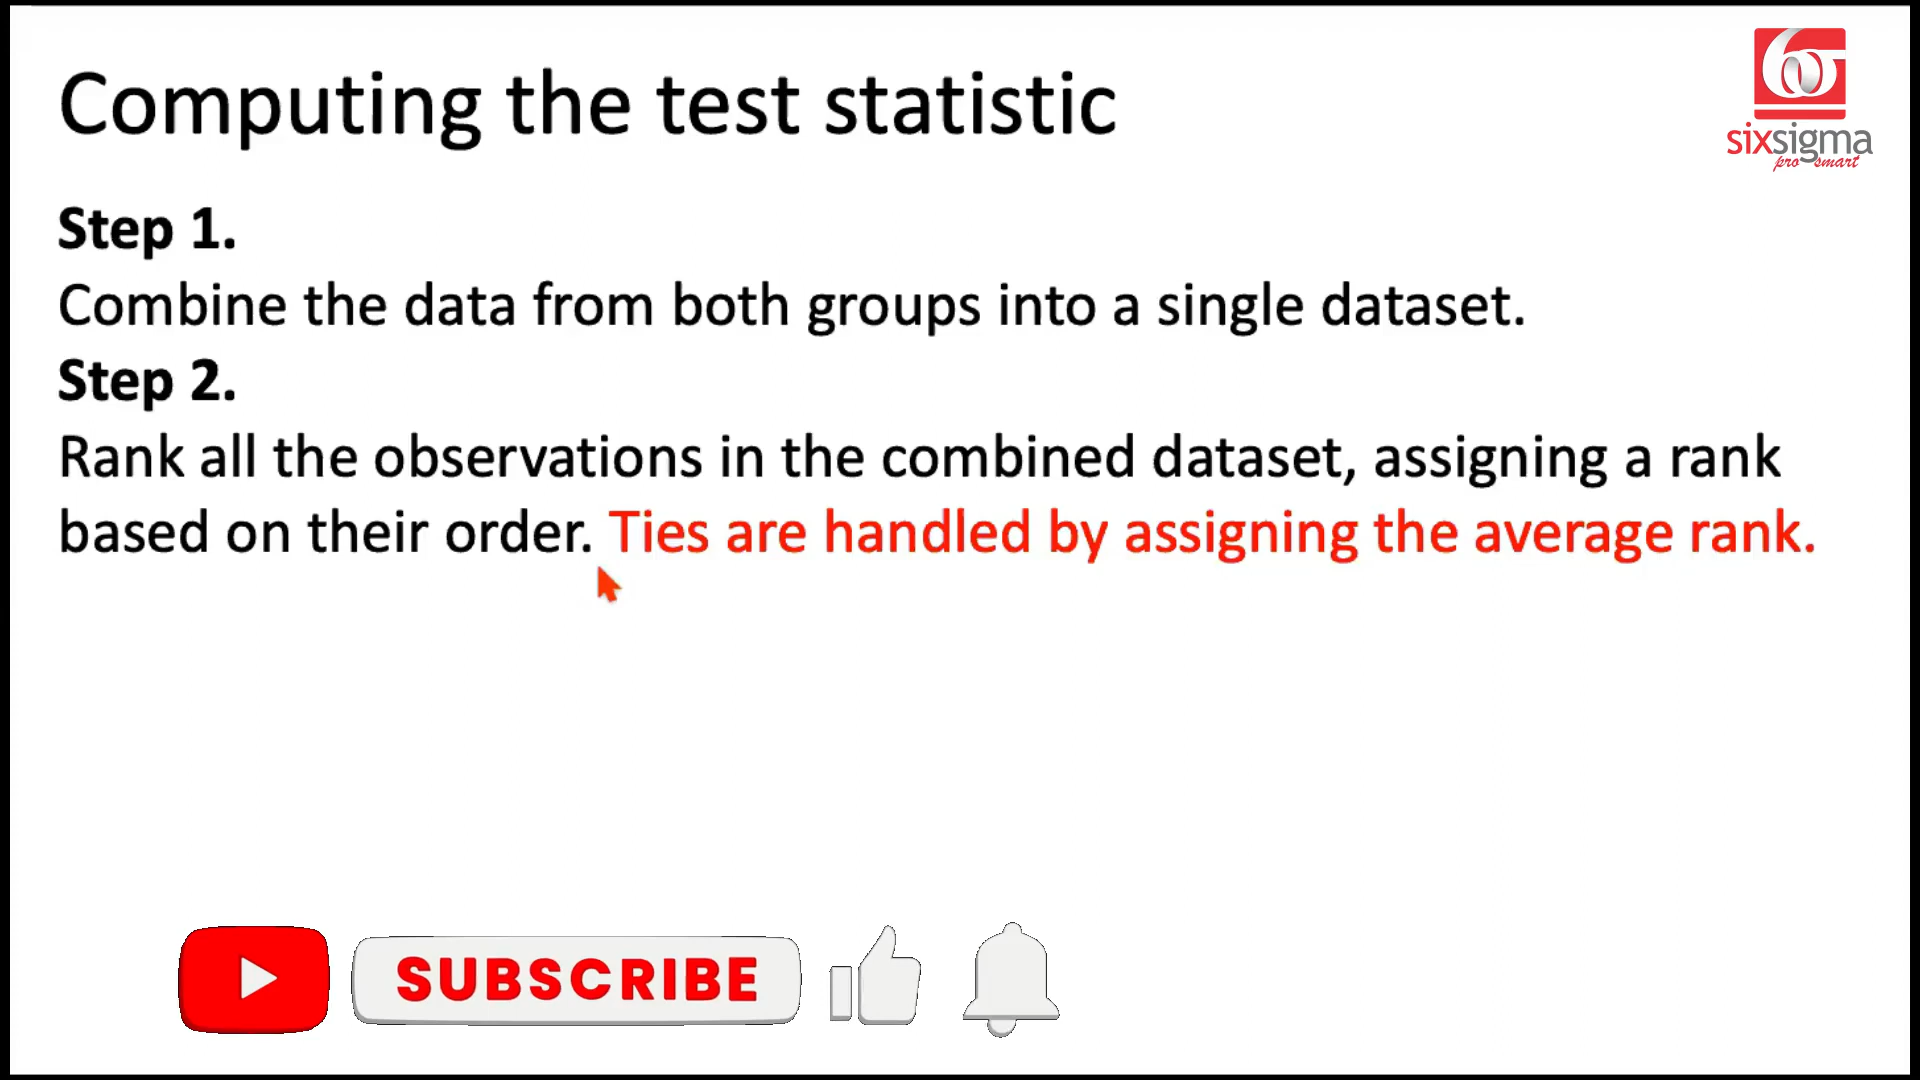 Computing the test statistic
sixsigma
pro smart
Step 1.
Combine the data from both groups into a single dataset.
Step 2.
Rank all the observations in the combined dataset, assigning a rank
based on their order. Ties are handled by assigning the average rank.
SUBSCRIBE